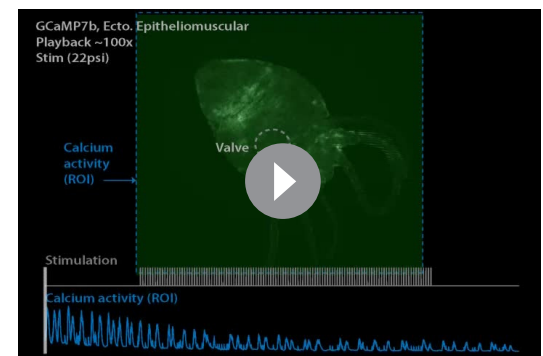 GCaMP7b, Ecto. Epitheliomuscular
Playback ~100x
Stim (22psi)
Calcium
activity
(ROI)
Valve
Stimulation
Calcium activity (ROI)